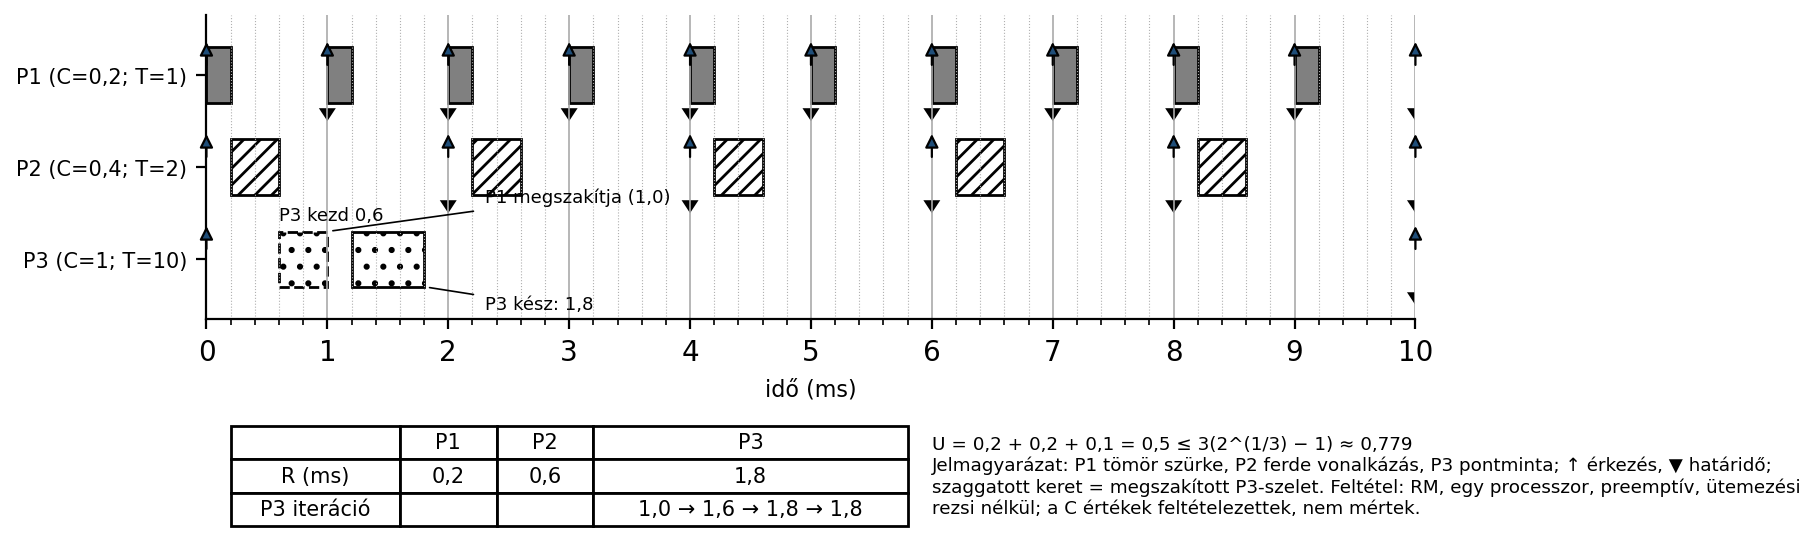 P1 (C=0,2; T=1)
P2 (C=0,4; T=2)
P1 megszakítja (1,0)
P3 kezd 0,6
P3 (C=1; T=10)
P3 kész: 1,8
0 1 2 3 4 5 6 7 8 9 10
idő (ms)
P1 P2 P3
R (ms) 0,2 0,6 1,8
P3 iteráció 1,0 → 1,6 → 1,8 → 1,8
U = 0,2 + 0,2 + 0,1 = 0,5 ≤ 3(2^(1/3) − 1) ≈ 0,779
Jelmagyarázat: P1 tömör szürke, P2 ferde vonalkázás, P3 pontminta; ↑ érkezés, ▼ határidő;
szaggatott keret = megszakított P3-szelet. Feltétel: RM, egy processzor, preemptív, ütemezési
rezsi nélkül; a C értékek feltételezettek, nem mértek.